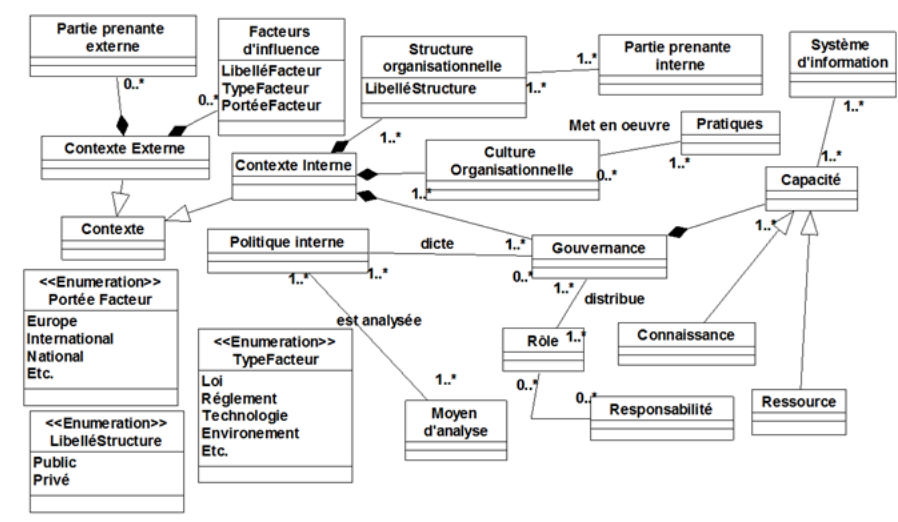 Partie prenante
externe
0..*
Facteurs
d'influence
LibelléFacteur
TypeFacteur
PortéeFacteur
0..*
Structure
organisationnelle
LibelléStructure
1..*
1..*
1..*
Partie prenante
interne
Système
d'information
1..*
1..*
Contexte Externe
Contexte Interne
Culture
Organisationnelle
1..*
Met en oeuvre
0..*
1..*
Pratiques
Capacité
1..*
Contexte
Politique interne
dicte
1..*
1..*
1..*
0..*
Gouvernance
1..*
distribue
1..*
Rôle
0..*
0..*
Responsabilité
Connaissance
Ressource
est analysée
1..*
Moyen
d'analyse
<<Enumeration>>
Portée Facteur
Europe
International
National
Etc.
<<Enumeration>>
TypeFacteur
Loi
Réglement
Technologie
Environement
Etc.
<<Enumeration>>
LibelléStructure
Public
Privé